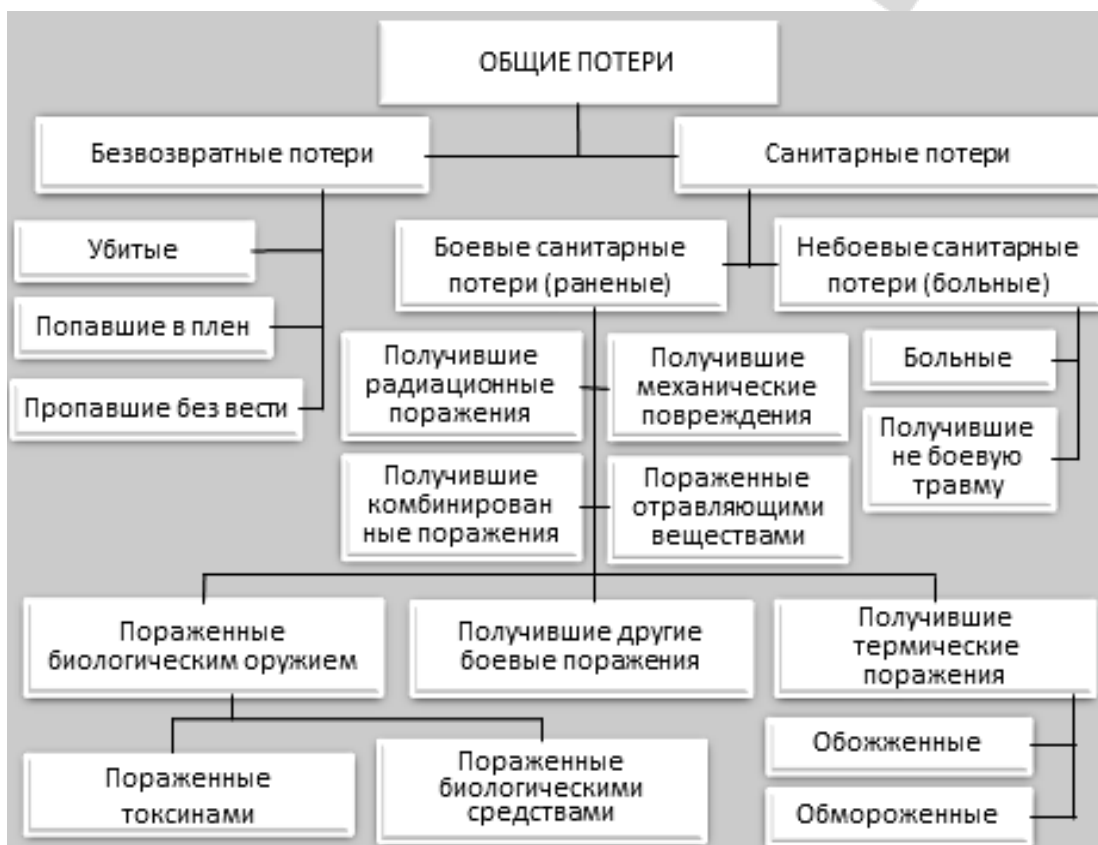 ОБЩИЕ ПОТЕРИ
Безвозвратные потери
Санитарные потери
Убитые
Попавшие в плен
Пропавшие без вести
Боевые санитарные
потери (раненые)
Небоевые санитарные
потери (больные)
Получившие
радиационные
поражения
Получившие
механические
повреждения
Больные
Получившие
не боевую
травму
Получившие
комбинирован
ные поражения
Пораженные
отравляющими
веществами
Пораженные
биологическим оружием
Получившие другие
боевые поражения
Получившие
термические
поражения
Пораженные
токсинами
Пораженные
биологическими
средствами
Обожженные
Обмороженные